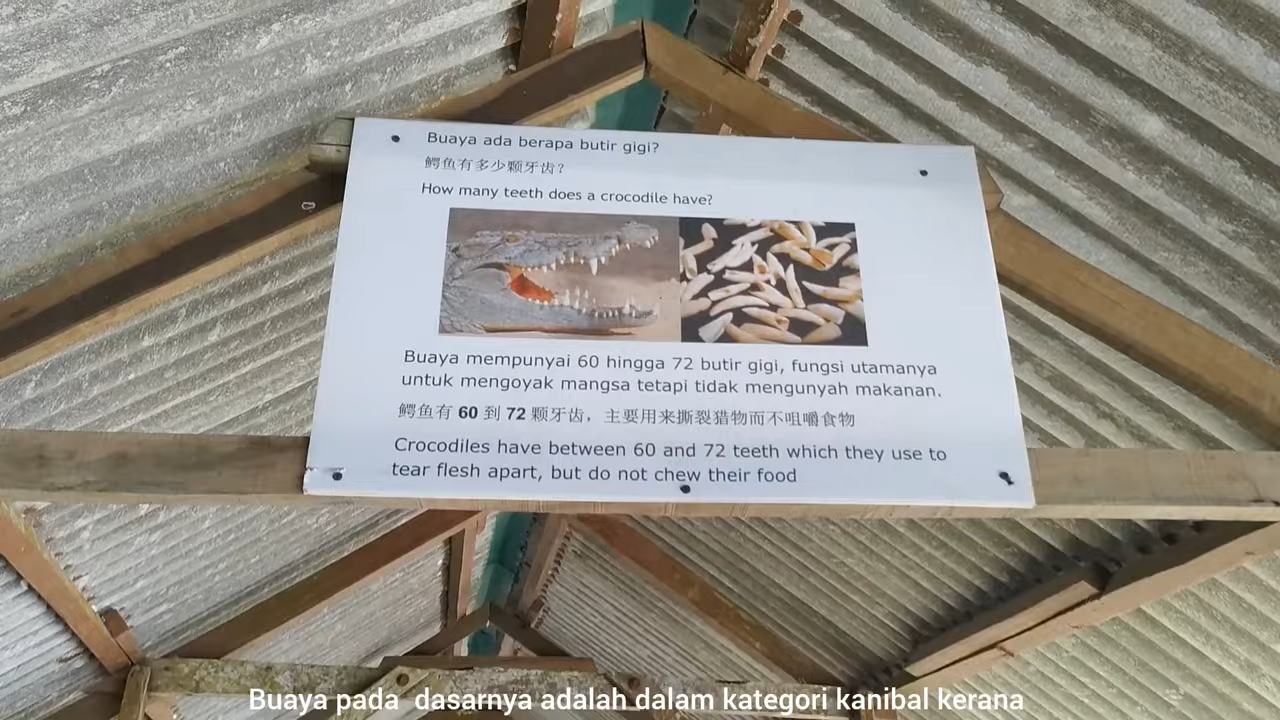 Buaya ada berapa butir gigi?
鳄鱼有多少颗牙齿?
How many teeth does a crocodile have?
Buaya mempunyai 60 hingga 72 butir gigi, fungsi utamanya
untuk mengoyak mangsa tetapi tidak mengunyah makanan.
鳄鱼有 60 到 72 颗牙齿，主要用来撕裂猎物而不咀嚼食物
Crocodiles have between 60 and 72 teeth which they use to
tear flesh apart, but do not chew their food
Buaya pada  dasarnya adalah dalam kategori kanibal kerana